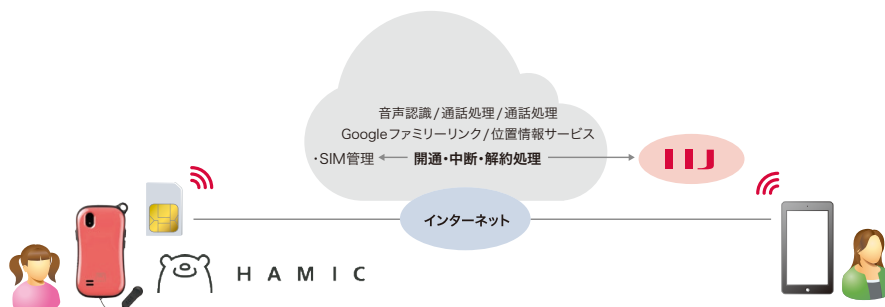 音声認識/通話処理/通話処理
Googleファミリーリンク/位置情報サービス
・SIM管理 開通・中断・解約処理 IIJ
インターネット
HAMIC